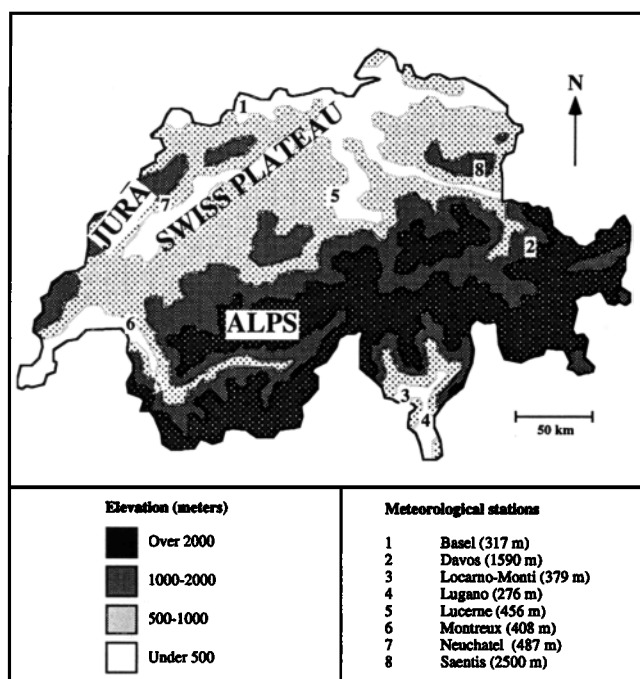 N
1
SWISS PLATEAU
8
JURA
7
5
2
6
ALPS
3
4
50 km
Elevation (meters)
Over 2000
1000-2000
500-1000
Under 500
Meteorological stations
1 Basel (317 m)
2 Davos (1590 m)
3 Locarno-Monti (379 m)
4 Lugano (276 m)
5 Lucerne (456 m)
6 Montreux (408 m)
7 Neuchatel (487 m)
8 Saentis (2500 m)